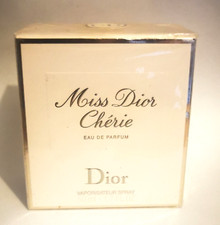 Miss Dior
Chérie
EAU DE PARFUM
Dior
VAPORISATEUR SPRAY